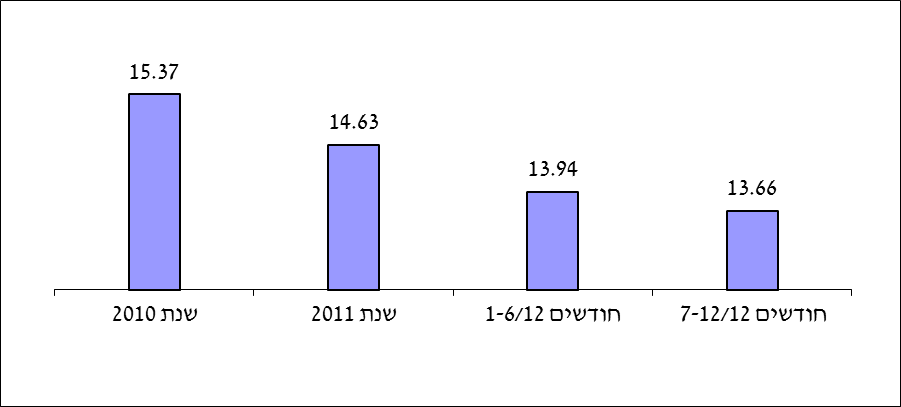 15.37
14.63
13.94
13.66
שנת 2010
שנת 2011
חודשים 1-6/12
חודשים 7-12/12